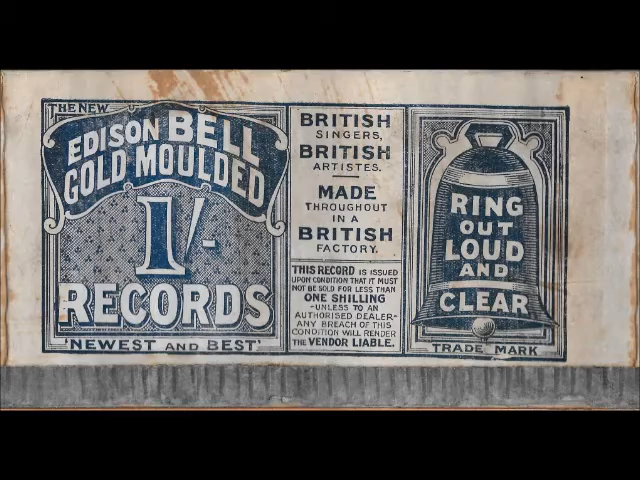 THE NEW
EDISON BELL
GOLD MOULDED
1/-
RECORDS
'NEWEST AND BEST'
BRITISH
SINGERS,
BRITISH
ARTISTES.
MADE
THROUGHOUT
IN A
BRITISH
FACTORY.
THIS RECORD IS ISSUED
UPON CONDITION THAT IT MUST
NOT BE SOLD FOR LESS THAN
ONE SHILLING
-UNLESS TO AN
AUTHORISED DEALER-
ANY BREACH OF THIS
CONDITION WILL RENDER
THE VENDOR LIABLE.
RING
OUT
LOUD
AND
CLEAR
TRADE MARK